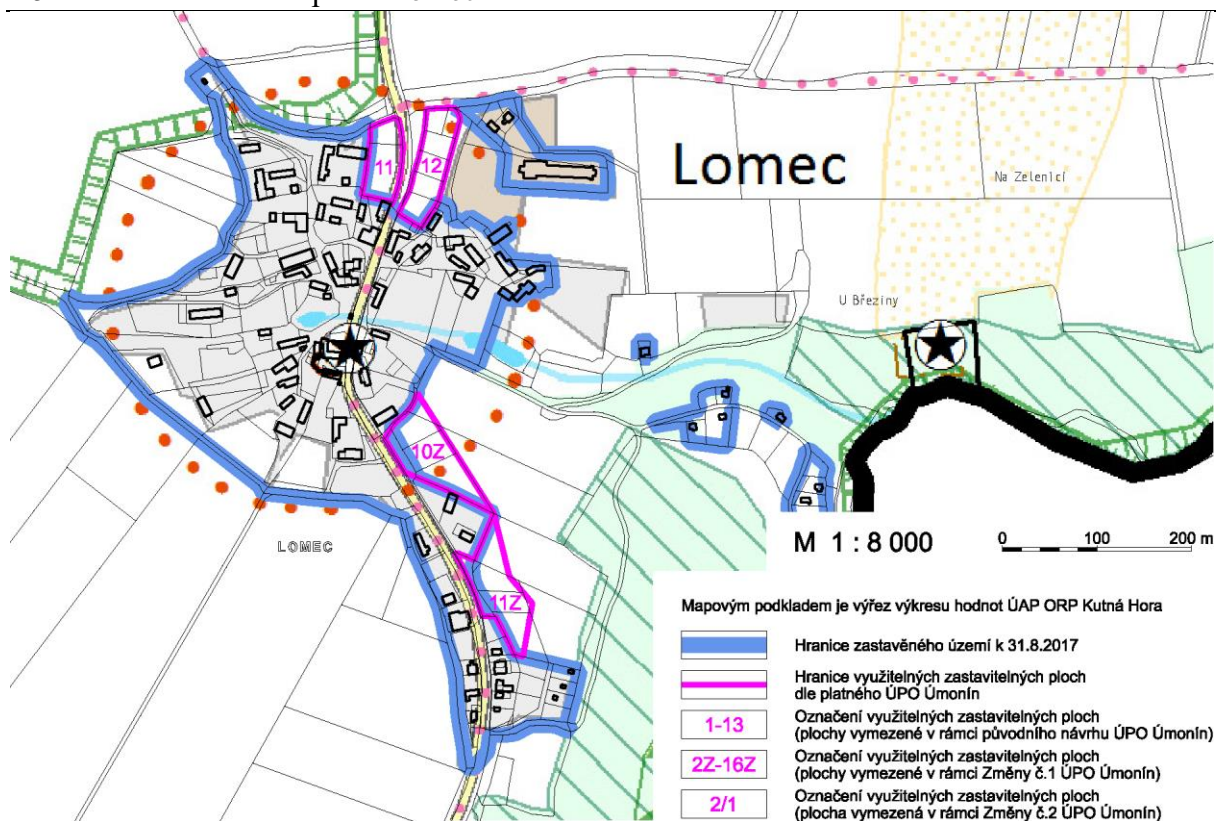 11
12
Lomec
Na Zelenicí
U Březiny
10Z
LOMEC
11Z
M 1 : 8 000
0 100 200 m
Mapovým podkladem je výřez výkresu hodnot ÚAP ORP Kutná Hora
Hranice zastavěného území k 31.8.2017
Hranice využitelných zastavitelných ploch
dle platného ÚPO Úmonín
1-13
Označení využitelných zastavitelných ploch
(plochy vymezené v rámci původního návrhu ÚPO Úmonín)
2Z-16Z
Označení využitelných zastavitelných ploch
(plochy vymezené v rámci Změny č.1 ÚPO Úmonín)
2/1
Označení využitelných zastavitelných ploch
(plocha vymezená v rámci Změny č.2 ÚPO Úmonín)